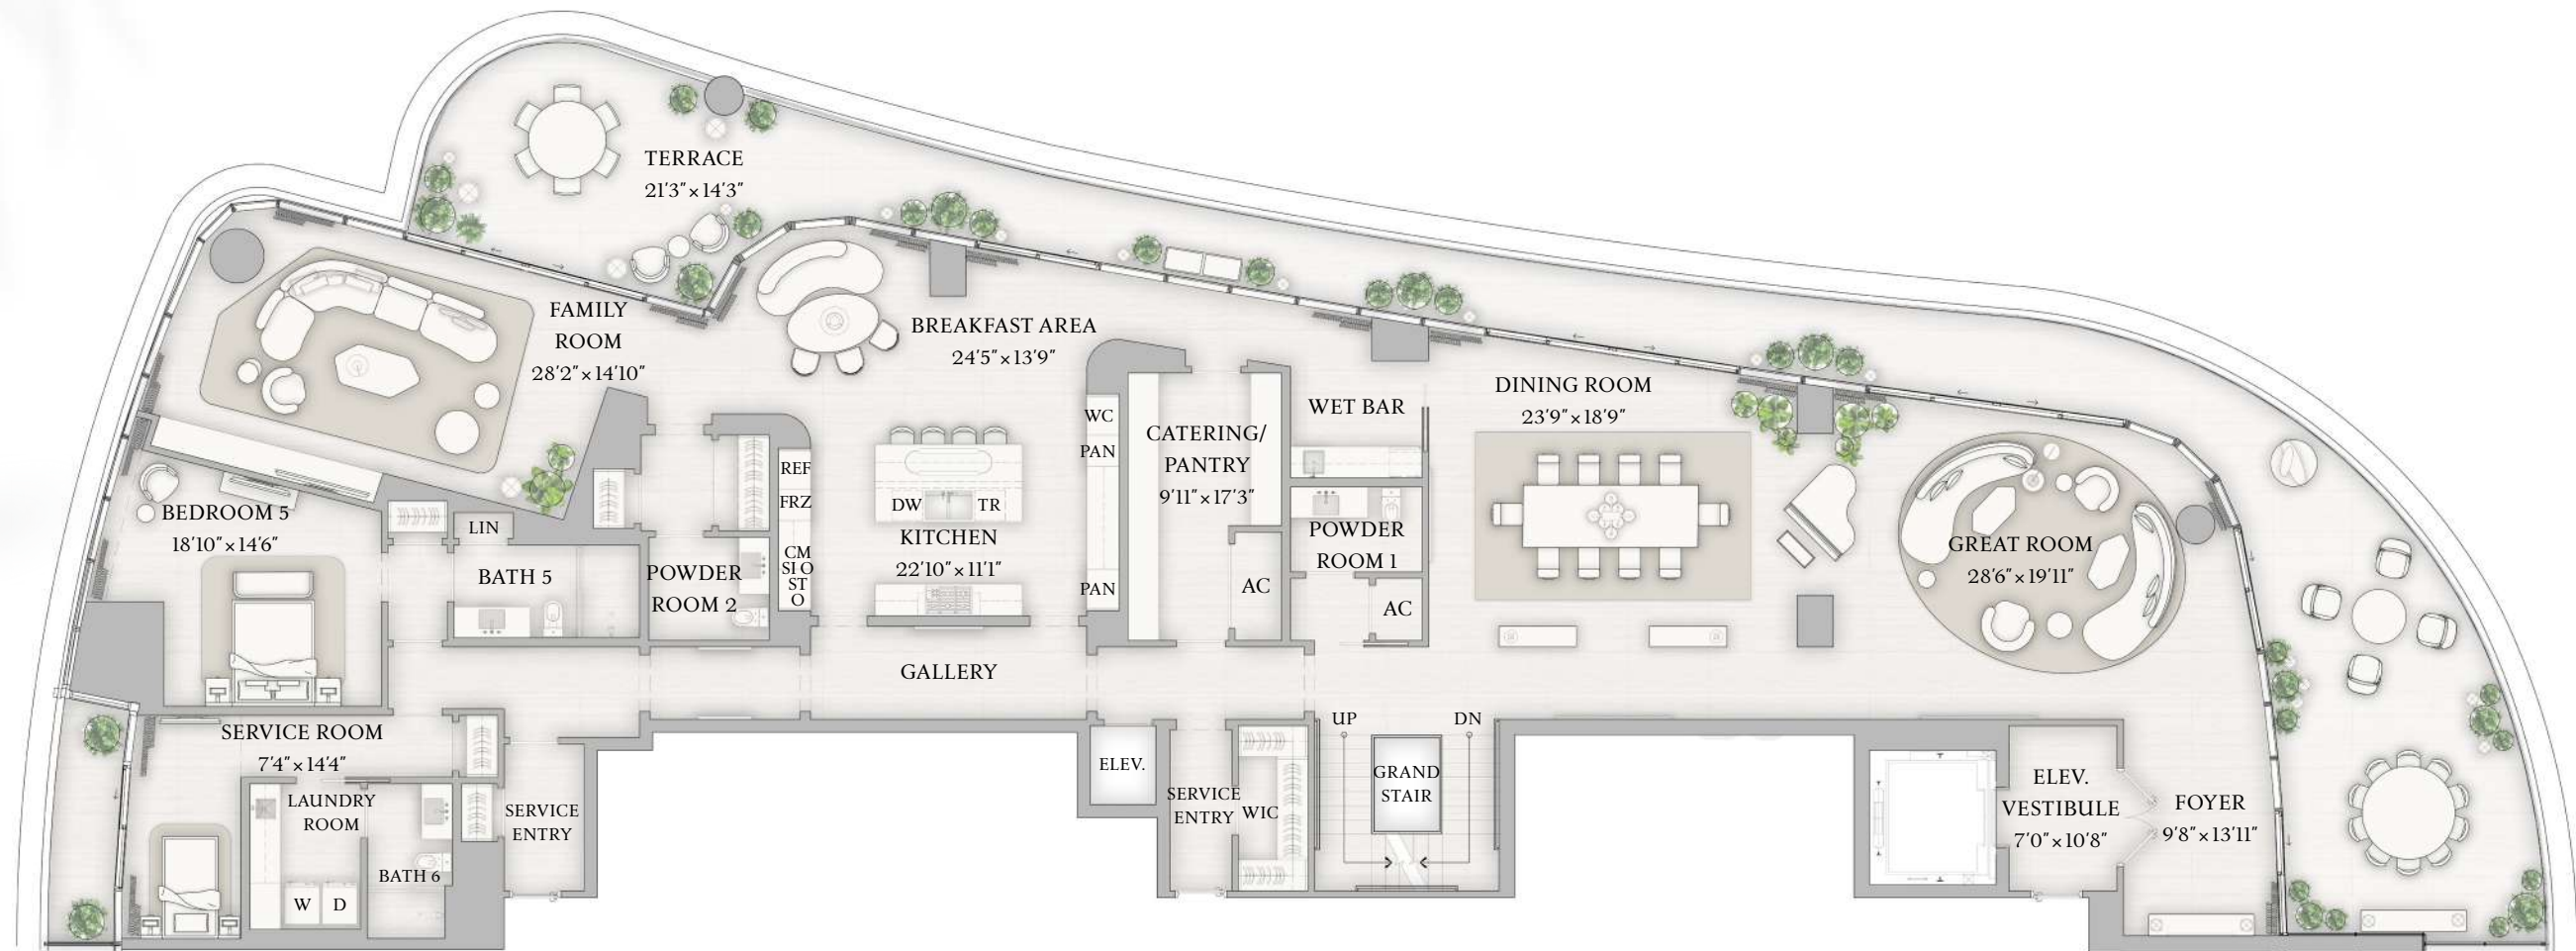 TERRACE
21'3" × 14'3"
FAMILY
ROOM
28'2" × 14'10"
BREAKFAST AREA
24'5" × 13'9"
DINING ROOM
23'9" × 18'9"
WET BAR
WC
PAN
CATERING/
PANTRY
9'11" × 17'3"
REF
FRZ
DW
TR
KITCHEN
22'10" × 11'1"
CM
SI O
ST
O
PAN
BEDROOM 5
18'10" × 14'6"
LIN
BATH 5
POWDER
ROOM 2
AC
POWDER
ROOM 1
AC
GREAT ROOM
28'6" × 19'11"
GALLERY
SERVICE ROOM
7'4" × 14'4"
LAUNDRY
ROOM
W
D
BATH 6
SERVICE
ENTRY
ELEV.
SERVICE
ENTRY
WIC
UP
DN
GRAND
STAIR
ELEV.
VESTIBULE
7'0" × 10'8"
FOYER
9'8" × 13'11"